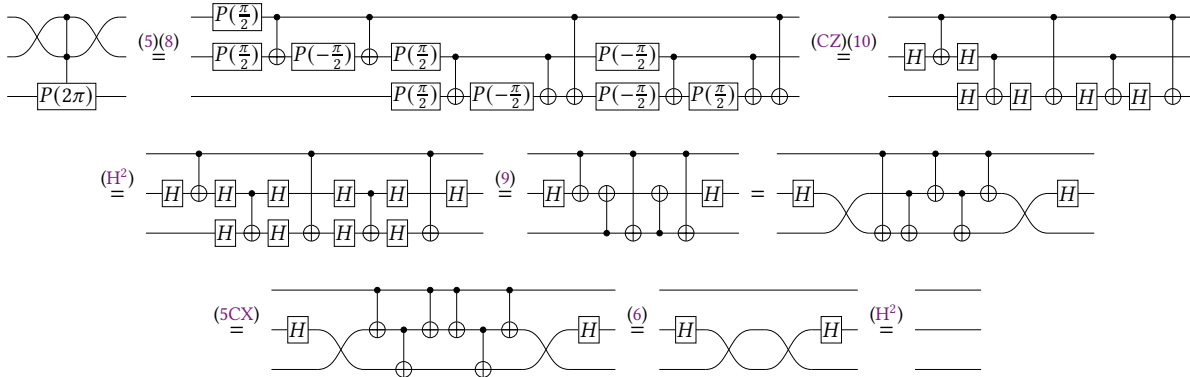 P(2π) (5)(8) = P(π/2) P(π/2) P(-π/2) P(π/2) P(π/2) P(-π/2) P(-π/2) P(-π/2) P(π/2) (CZ)(10) = H H H H H H
(H²) = H H H H H H H H H H (9) = H H = H H
(5CX) = H H (6) = H H (H²) =